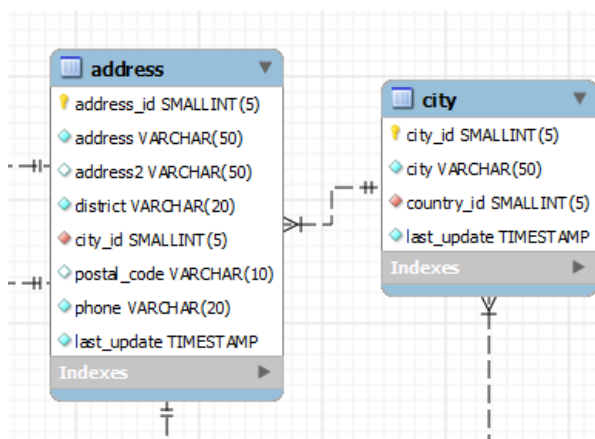 address
address_id SMALLINT(5)
address VARCHAR(50)
address2 VARCHAR(50)
district VARCHAR(20)
city_id SMALLINT(5)
postal_code VARCHAR(10)
phone VARCHAR(20)
last_update TIMESTAMP
Indexes
city
city_id SMALLINT(5)
city VARCHAR(50)
country_id SMALLINT(5)
last_update TIMESTAMP
Indexes